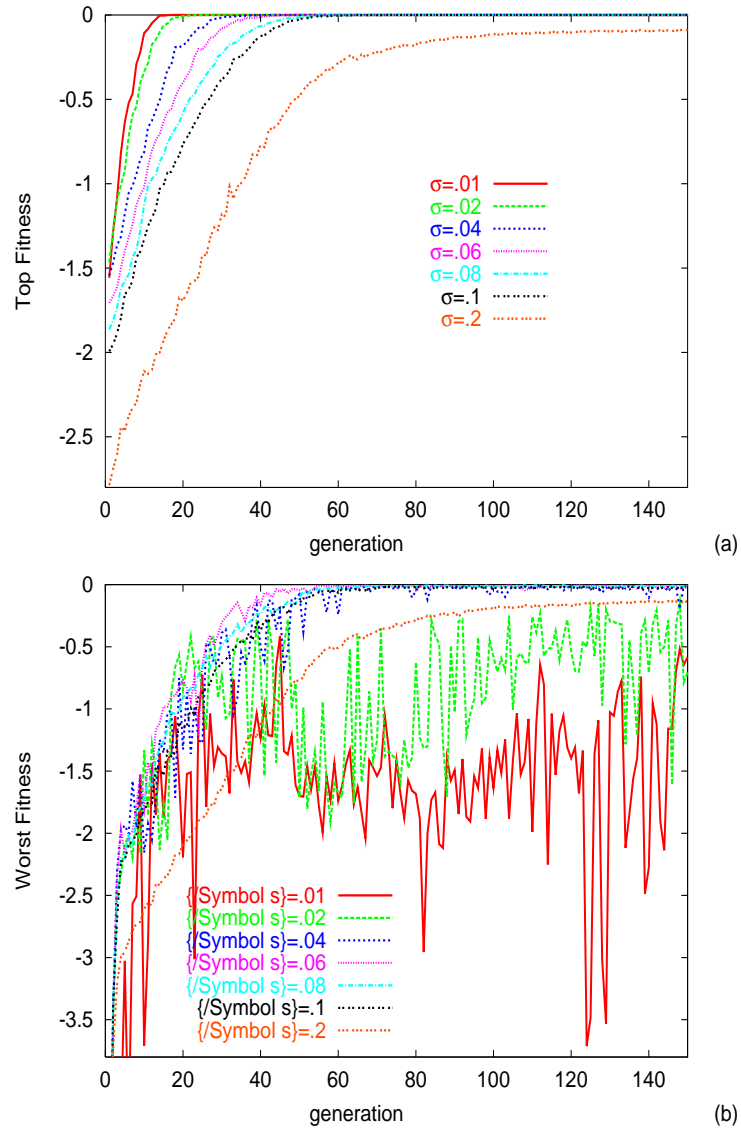 0
-0.5
-1
-1.5
-2
-2.5
0 20 40 60 80 100 120 140
Top Fitness
generation
(a)
σ=.01
σ=.02
σ=.04
σ=.06
σ=.08
σ=.1
σ=.2
0
-0.5
-1
-1.5
-2
-2.5
-3
-3.5
0 20 40 60 80 100 120 140
Worst Fitness
generation
(b)
{/Symbol s}=.01
{/Symbol s}=.02
{/Symbol s}=.04
{/Symbol s}=.06
{/Symbol s}=.08
{/Symbol s}=.1
{/Symbol s}=.2